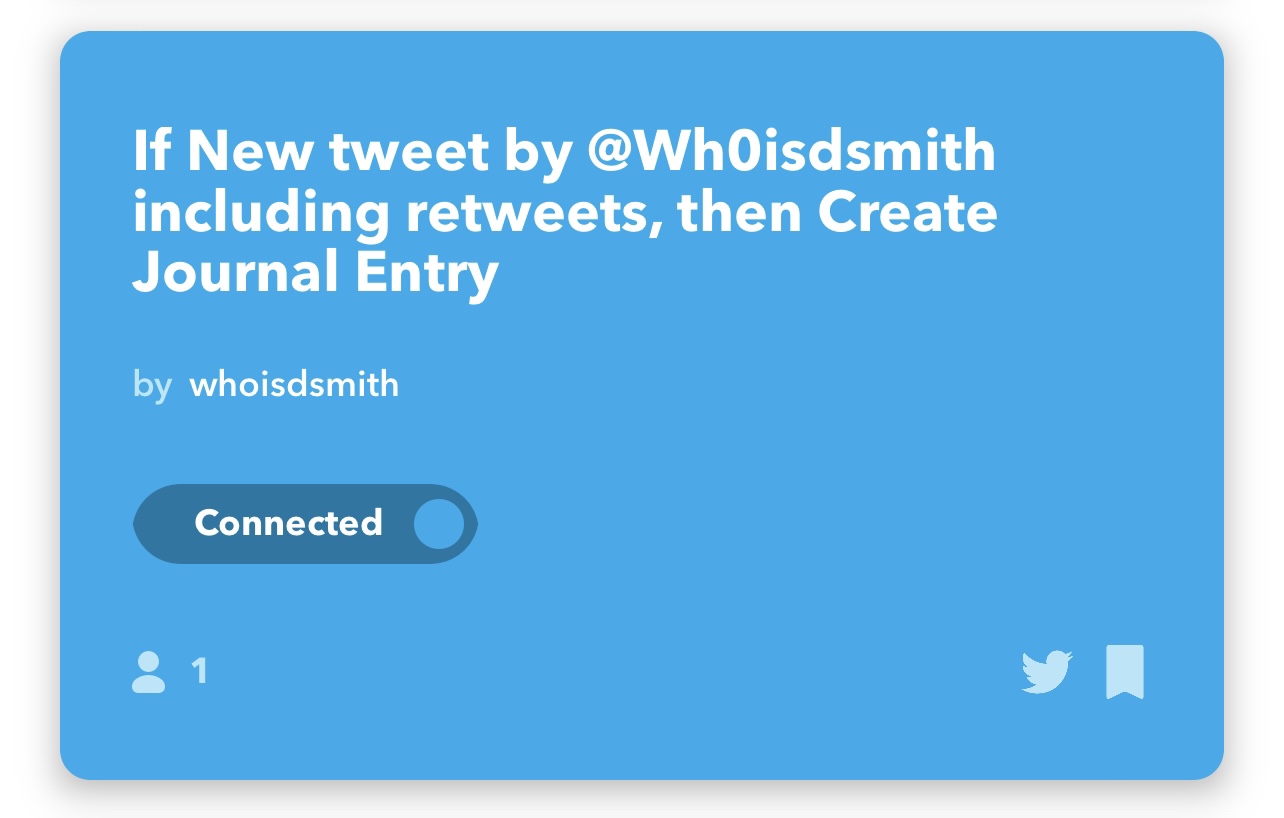 If New tweet by @Wh0isdsmith
including retweets, then Create
Journal Entry
by whoisdsmith
Connected
1